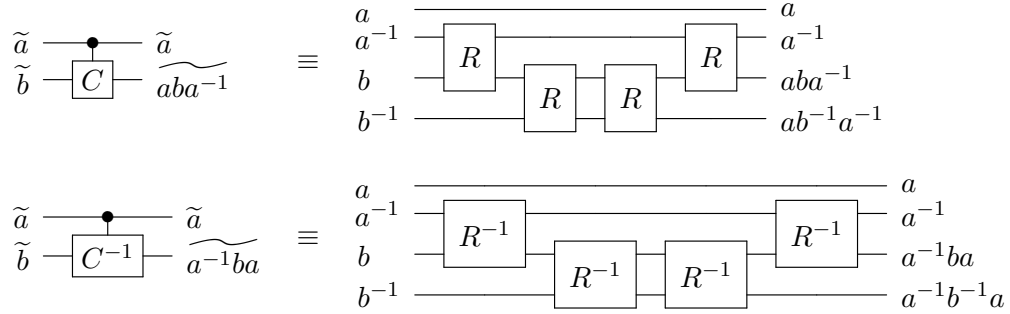 a a
ã ã a⁻¹ a⁻¹
≡ R R
b̃ C aba⁻¹ b aba⁻¹
R R
b⁻¹ ab⁻¹a⁻¹
a a
ã ã a⁻¹ a⁻¹
≡ R⁻¹ R⁻¹
b̃ C⁻¹ a⁻¹ba b a⁻¹ba
R⁻¹ R⁻¹
b⁻¹ a⁻¹b⁻¹a